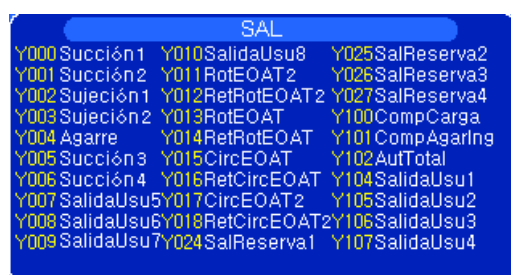 SAL
Y000 Succión1 Y010 SalidaUsu8 Y025 SalReserva2
Y001 Succión2 Y011 RotEOAT2 Y026 SalReserva3
Y002 Sujeción1 Y012 RetRotEOAT2 Y027 SalReserva4
Y003 Sujeción2 Y013 RotEOAT Y100 CompCarga
Y004 Agarre Y014 RetRotEOAT Y101 CompAgarIng
Y005 Succión3 Y015 CircEOAT Y102 AutTotal
Y006 Succión4 Y016 RetCircEOAT Y104 SalidaUsu1
Y007 SalidaUsu5 Y017 CircEOAT2 Y105 SalidaUsu2
Y008 SalidaUsu6 Y018 RetCircEOAT2 Y106 SalidaUsu3
Y009 SalidaUsu7 Y024 SalReserva1 Y107 SalidaUsu4